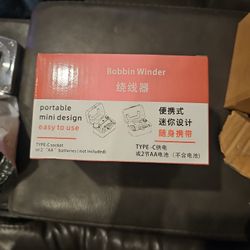 Bobbin Winder
绕线器
portable
mini design
easy to use
TYPE-C socket
or 2「AA」 batteries (not included)
便携式
迷你设计
随身携带
TYPE-C供电
或2节AA电池（不含电池）